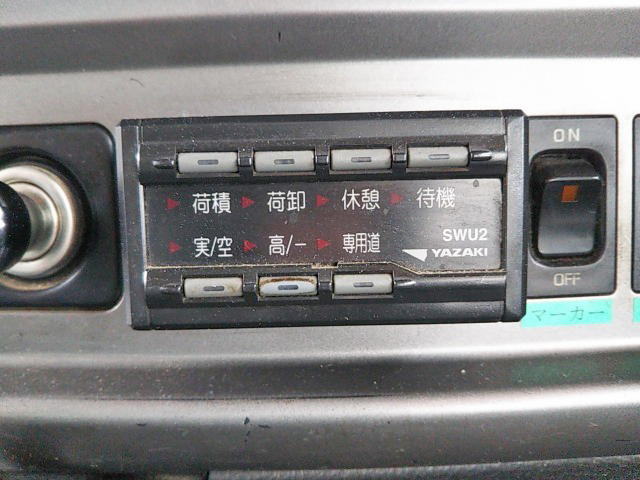 荷積 荷卸 休憩 待機
実/空 高/一 専用道
SWU2
YAZAKI
ON
OFF
マーカー